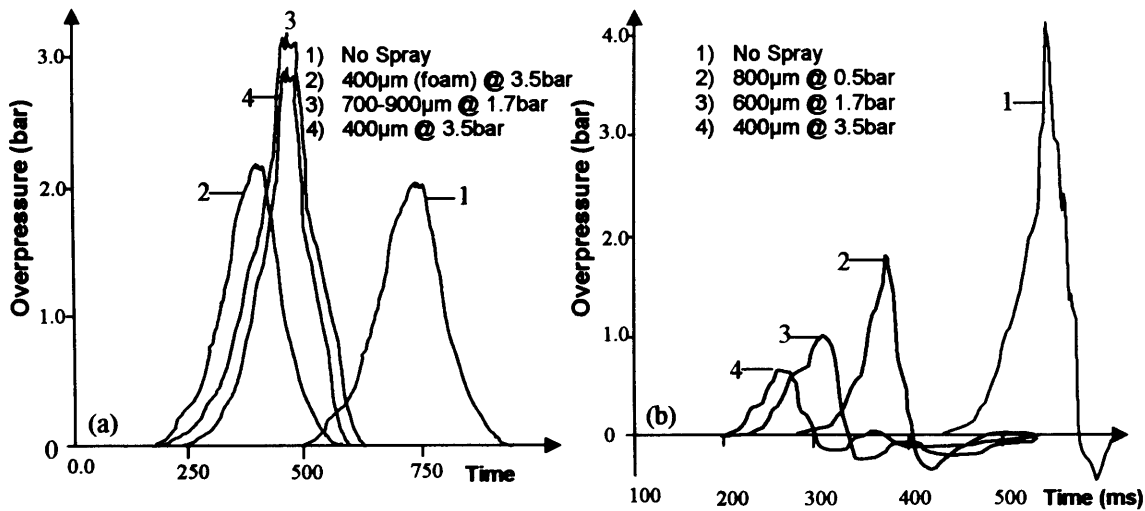 3
3.0
1) No Spray
2) 400µm (foam) @ 3.5bar
3) 700-900µm @ 1.7bar
4) 400µm @ 3.5bar
4
2.0
2
1
1.0
0
(a)
0.0
250
500
750
Time
Overpressure (bar)
4.0
1) No Spray
2) 800µm @ 0.5bar
3) 600µm @ 1.7bar
4) 400µm @ 3.5bar
1
3.0
2.0
2
1.0
3
4
0
(b)
100
200
300
400
500
Time (ms)
Overpressure (bar)